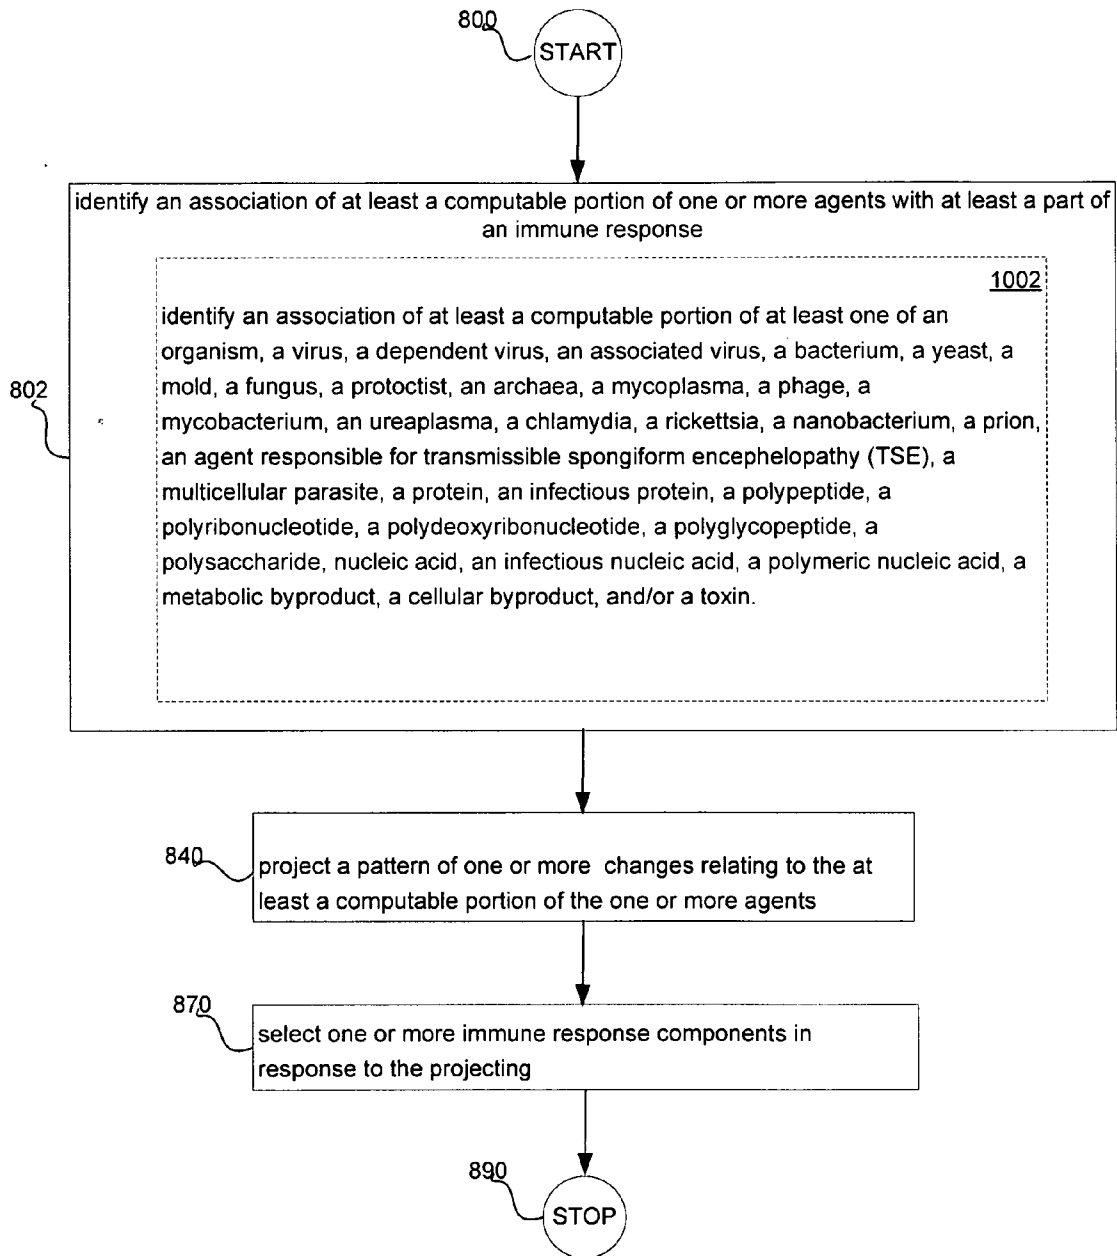 800
START
identify an association of at least a computable portion of one or more agents with at least a part of
an immune response
1002
identify an association of at least a computable portion of at least one of an
organism, a virus, a dependent virus, an associated virus, a bacterium, a yeast, a
mold, a fungus, a protoctist, an archaea, a mycoplasma, a phage, a
mycobacterium, an ureaplasma, a chlamydia, a rickettsia, a nanobacterium, a prion,
an agent responsible for transmissible spongiform encephelopathy (TSE), a
multicellular parasite, a protein, an infectious protein, a polypeptide, a
polyribonucleotide, a polydeoxyribonucleotide, a polyglycopeptide, a
polysaccharide, nucleic acid, an infectious nucleic acid, a polymeric nucleic acid, a
metabolic byproduct, a cellular byproduct, and/or a toxin.
802
840
project a pattern of one or more changes relating to the at
least a computable portion of the one or more agents
870
select one or more immune response components in
response to the projecting
890
STOP